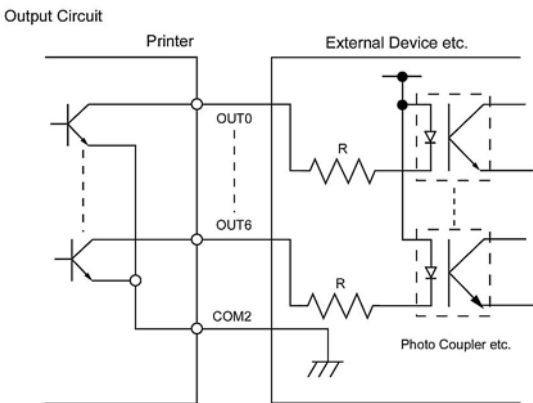 Output Circuit
Printer
External Device etc.
OUT0
R
OUT6
R
COM2
Photo Coupler etc.